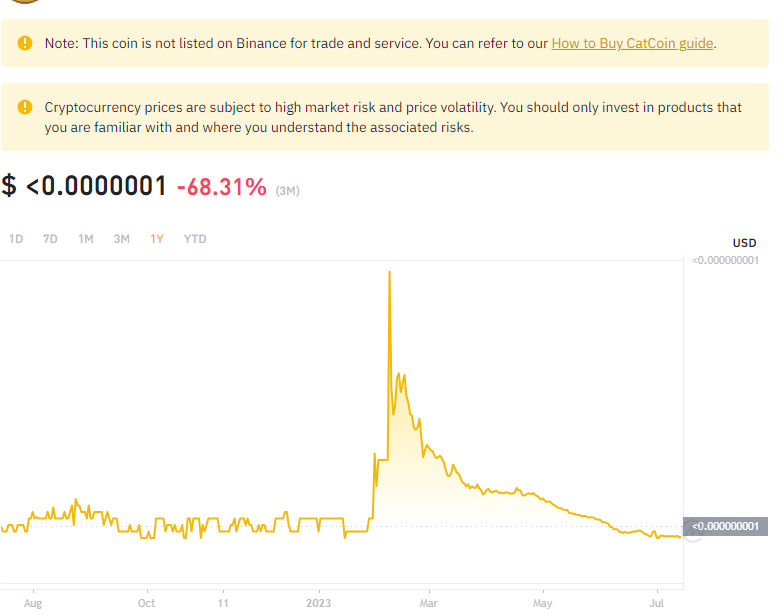 Note: This coin is not listed on Binance for trade and service. You can refer to our How to Buy CatCoin guide.
Cryptocurrency prices are subject to high market risk and price volatility. You should only invest in products that
you are familiar with and where you understand the associated risks.
$ <0.0000001 -68.31% (3M)
1D 7D 1M 3M 1Y YTD
USD
<0.000000001
<0.000000001
Aug Oct 11 2023 Mar May Jul